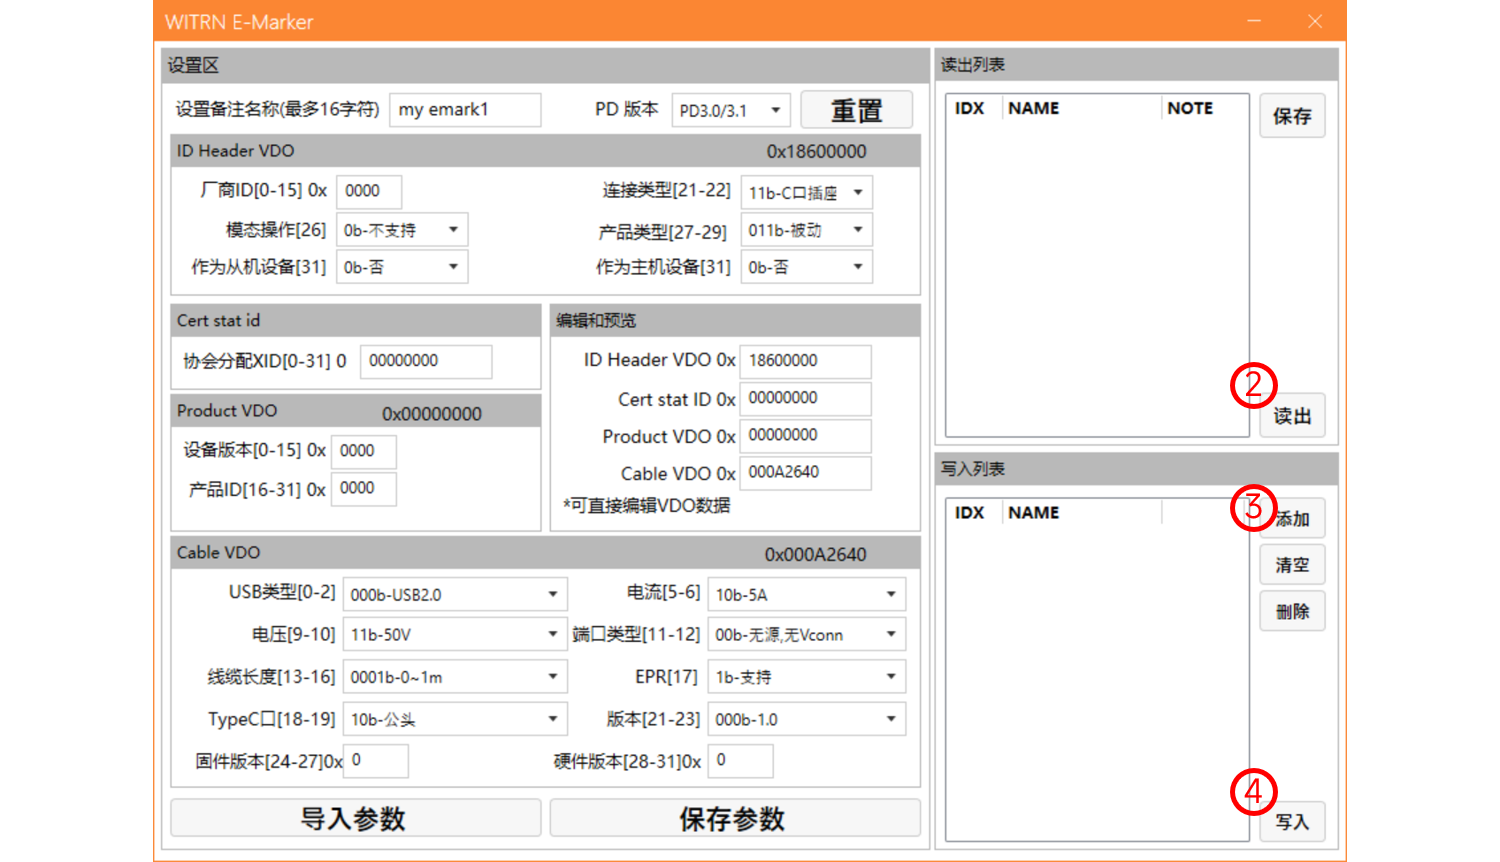 WITRN E-Marker
设置区
设置备注名称(最多16字符) my emark1 PD 版本 PD3.0/3.1 重置
ID Header VDO 0x18600000
厂商ID[0-15] 0x 0000 连接类型[21-22] 11b-C口插座
模态操作[26] 0b-不支持 产品类型[27-29] 011b-被动
作为从机设备[31] 0b-否 作为主机设备[31] 0b-否
Cert stat id
协会分配XID[0-31] 0 00000000
Product VDO 0x00000000
设备版本[0-15] 0x 0000
产品ID[16-31] 0x 0000
编辑和预览
ID Header VDO 0x 18600000
Cert stat ID 0x 00000000
Product VDO 0x 00000000
Cable VDO 0x 000A2640
*可直接编辑VDO数据
Cable VDO 0x000A2640
USB类型[0-2] 000b-USB2.0 电流[5-6] 10b-5A
电压[9-10] 11b-50V 端口类型[11-12] 00b-无源,无Vconn
线缆长度[13-16] 0001b-0~1m EPR[17] 1b-支持
TypeC口[18-19] 10b-公头 版本[21-23] 000b-1.0
固件版本[24-27]0x 0 硬件版本[28-31]0x 0
导入参数 保存参数
读出列表
IDX NAME NOTE
保存
2
读出
写入列表
IDX NAME
3
添加
清空
删除
4
写入